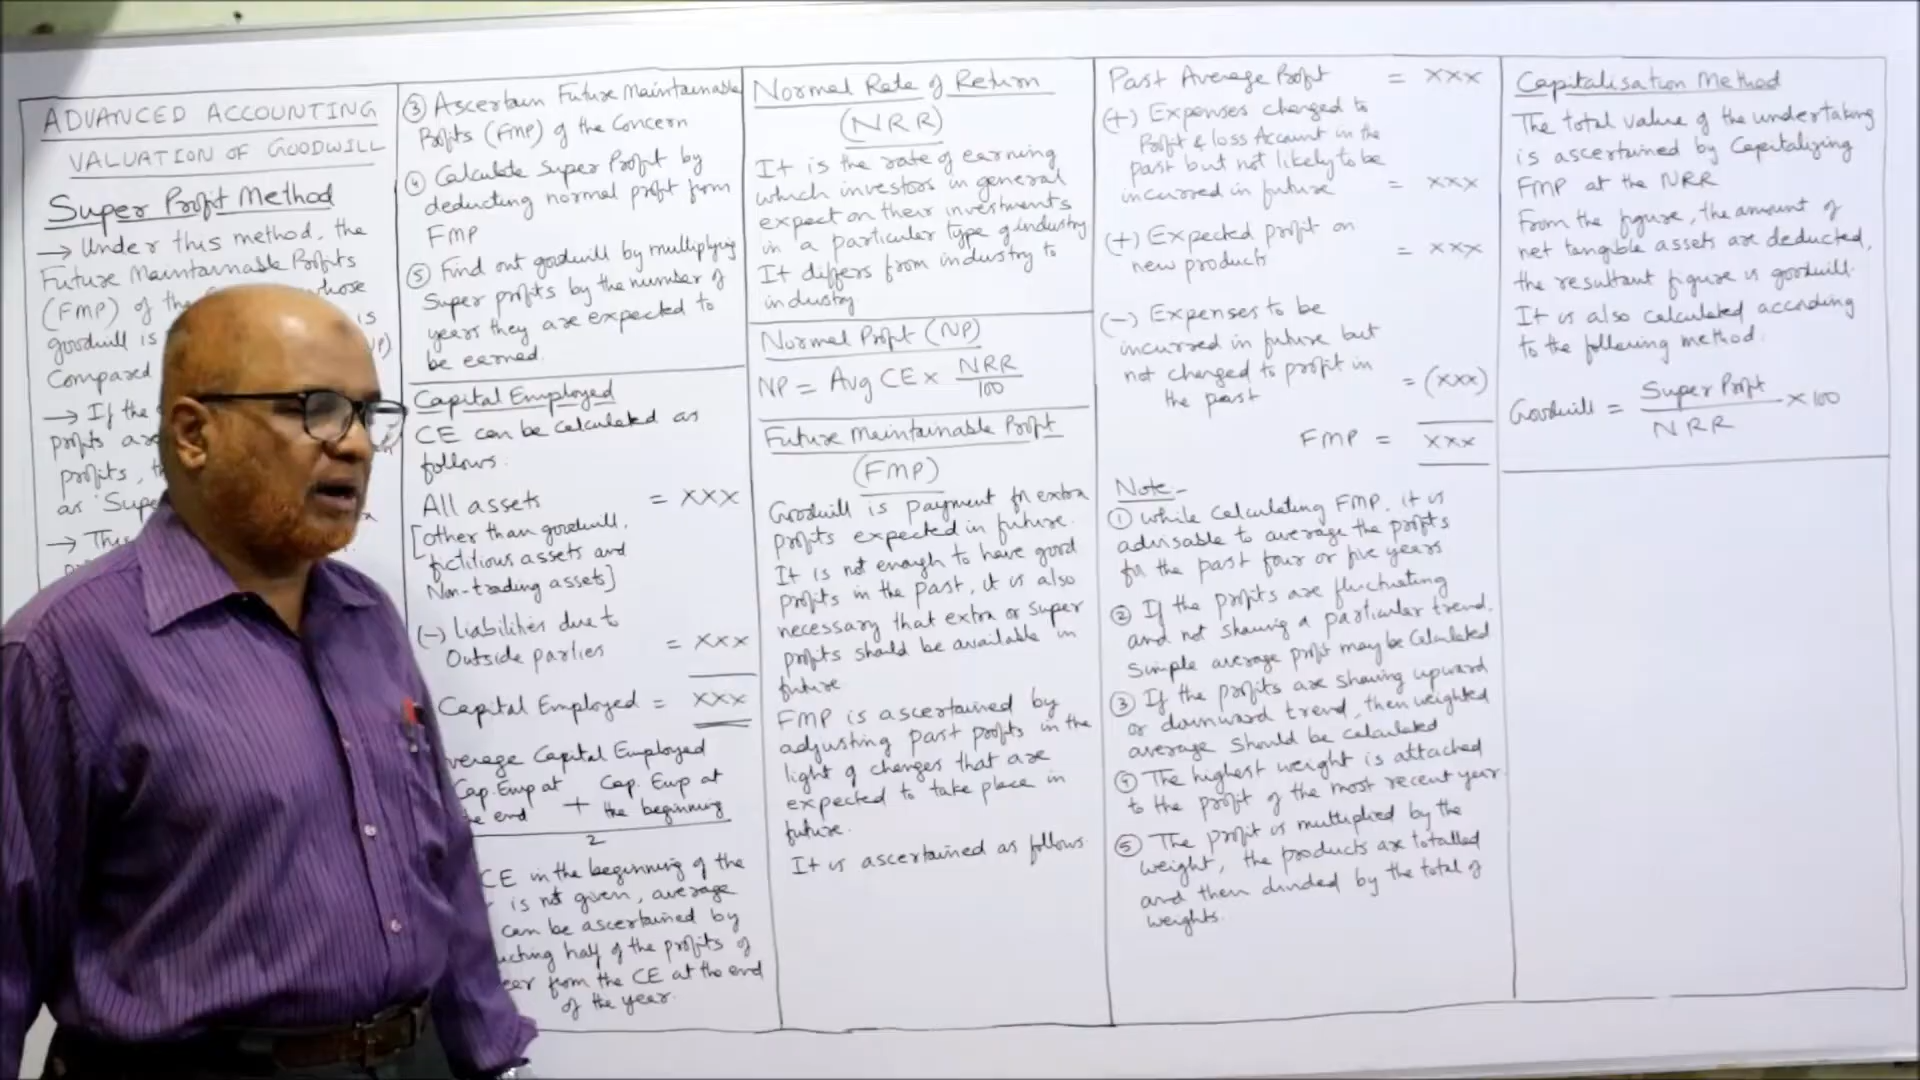 ADVANCED ACCOUNTING
VALUATION OF GOODWILL
Super Profit Method
→ Under this method, the
Future Maintainable Profits
(FMP) of the whose
goodwill is is
Compared
→ If the
profits are
profits,
as
→ This
③ Ascertain Future Maintainable
Profits (FMP) of the Concern
④ Calculate Super Profit by
deducting normal profit from
FMP
⑤ Find out goodwill by multiplying
Super profits by the number of
years they are expected to
be earned.
Capital Employed
CE can be calculated as
follows.
All assets = XXX
[other than goodwill,
fictitious assets and
Non-trading assets]
(-) Liabilities due to
Outside parties = XXX
Capital Employed = XXX
verage Capital Employed
Cap. Emp at + Cap. Emp at
end the beginning
2
CE in the beginning of the
is not given, average
can be ascertained by
ucting half of the profits of
from the CE at the end
of the year.
Normal Rate of Return
(NRR)
It is the rate of earning
which investors in general
expect on their investments
in a particular type of industry
It differs from industry to
industry
Normal Profit (NP)
NP = Avg CE × NRR/100
Future Maintainable Profit
(FMP)
Goodwill is payment for extra
profits expected in future.
It is not enough to have good
profits in the past, it is also
necessary that extra or super
profits should be available in
future.
FMP is ascertained by
adjusting past profits in the
light of changes that are
expected to take place in
future.
It is ascertained as follows.
Past Average Profit = XXX
(+) Expenses charged to
Profit & loss Account in the
past but not likely to be
incurred in future = XXX
(+) Expected profit on
new products = XXX
(-) Expenses to be
incurred in future but
not charged to profit in
the past = (XXX)
FMP = XXX
Note:-
① While calculating FMP, it is
advisable to average the profits
for the past four or five years
② If the profits are fluctuating
and not showing a particular trend,
Simple average profit may be calculated
③ If the profits are showing upward
or downward trend, then weighted
average should be calculated
④ The highest weight is attached
to the profit of the most recent year
⑤ The profit is multiplied by the
weight, the products are totalled
and then divided by the total of
weights.
Capitalisation Method
The total value of the undertaking
is ascertained by Capitalizing
FMP at the NRR
From the figure, the amount of
net tangible assets are deducted,
the resultant figure is goodwill.
It is also calculated according
to the following method.
Goodwill = Super Profit/NRR × 100